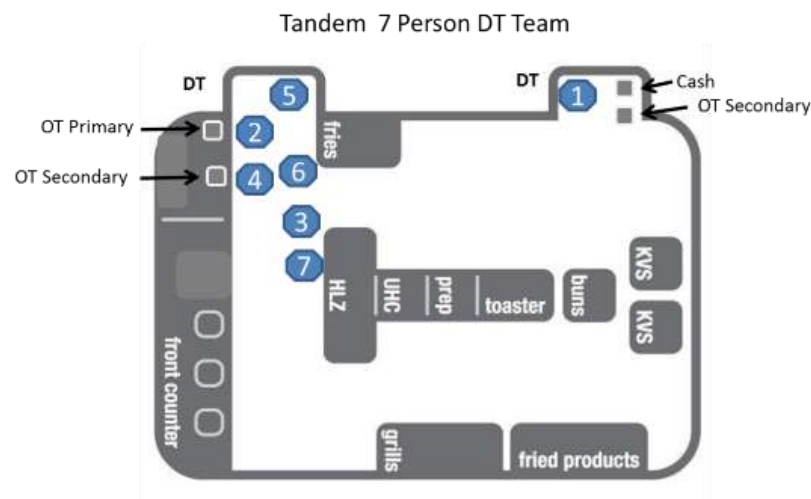 Tandem 7 Person DT Team
DT
DT
Cash
OT Secondary
OT Primary
OT Secondary
5
1
2
4
6
3
7
fries
HLZ
UHC
prep
toaster
buns
KVS
KVS
front counter
grills
fried products